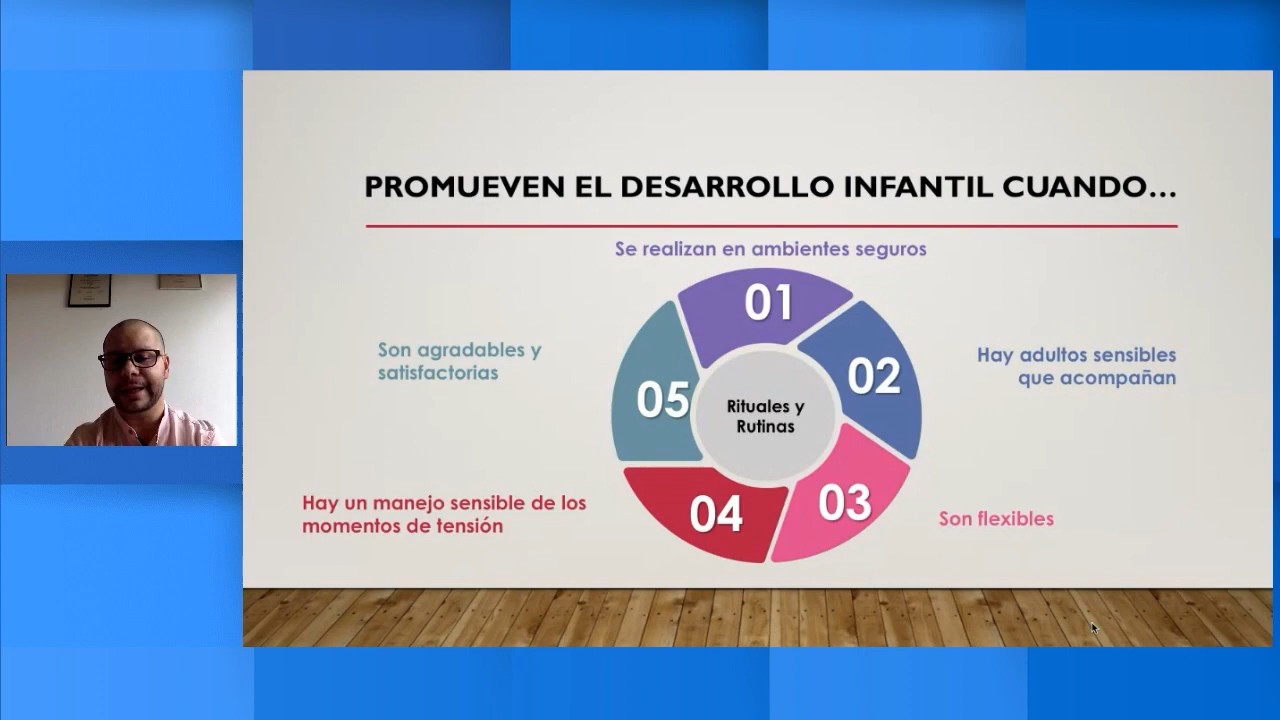 PROMUEVEN EL DESARROLLO INFANTIL CUANDO...
Se realizan en ambientes seguros
01
Hay adultos sensibles
que acompañan
02
Son flexibles
03
Hay un manejo sensible de los
momentos de tensión
04
Son agradables y
satisfactorias
05
Rituales y
Rutinas